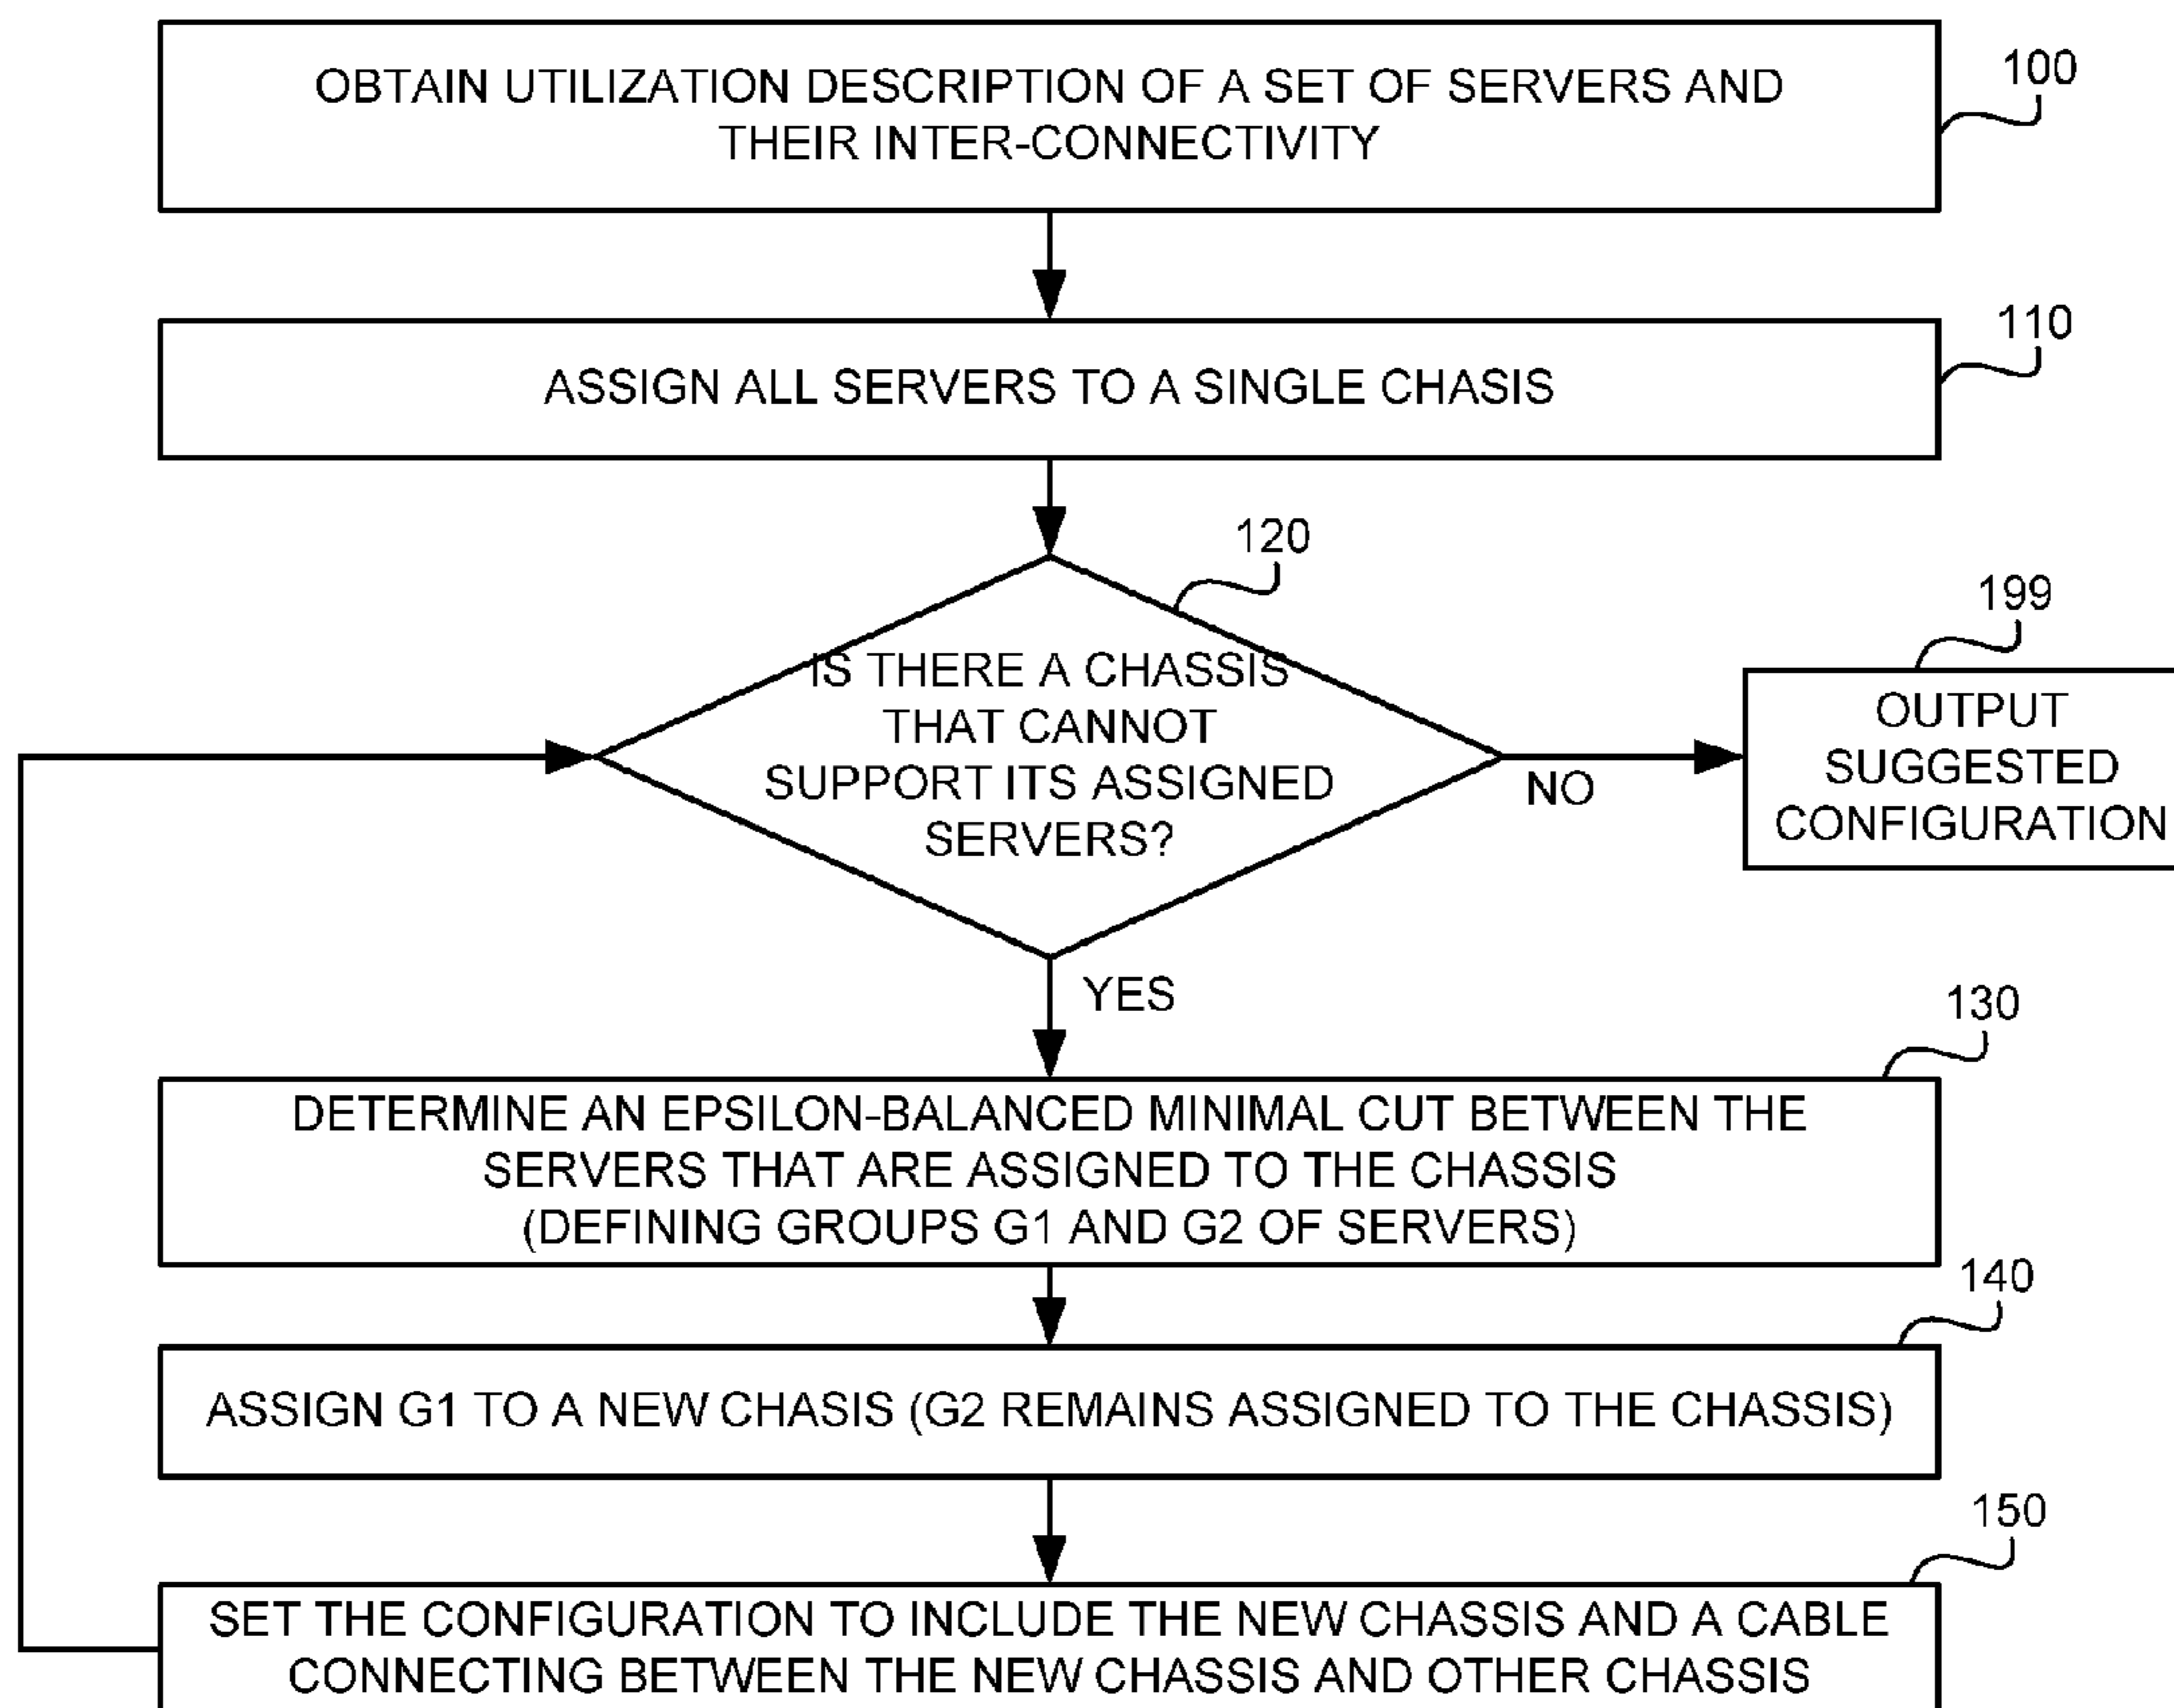 OBTAIN UTILIZATION DESCRIPTION OF A SET OF SERVERS AND
THEIR INTER-CONNECTIVITY
100
ASSIGN ALL SERVERS TO A SINGLE CHASIS
110
120
IS THERE A CHASSIS
THAT CANNOT
SUPPORT ITS ASSIGNED
SERVERS?
NO
199
OUTPUT
SUGGESTED
CONFIGURATION
YES
130
DETERMINE AN EPSILON-BALANCED MINIMAL CUT BETWEEN THE
SERVERS THAT ARE ASSIGNED TO THE CHASSIS
(DEFINING GROUPS G1 AND G2 OF SERVERS)
140
ASSIGN G1 TO A NEW CHASIS (G2 REMAINS ASSIGNED TO THE CHASSIS)
150
SET THE CONFIGURATION TO INCLUDE THE NEW CHASSIS AND A CABLE
CONNECTING BETWEEN THE NEW CHASSIS AND OTHER CHASSIS